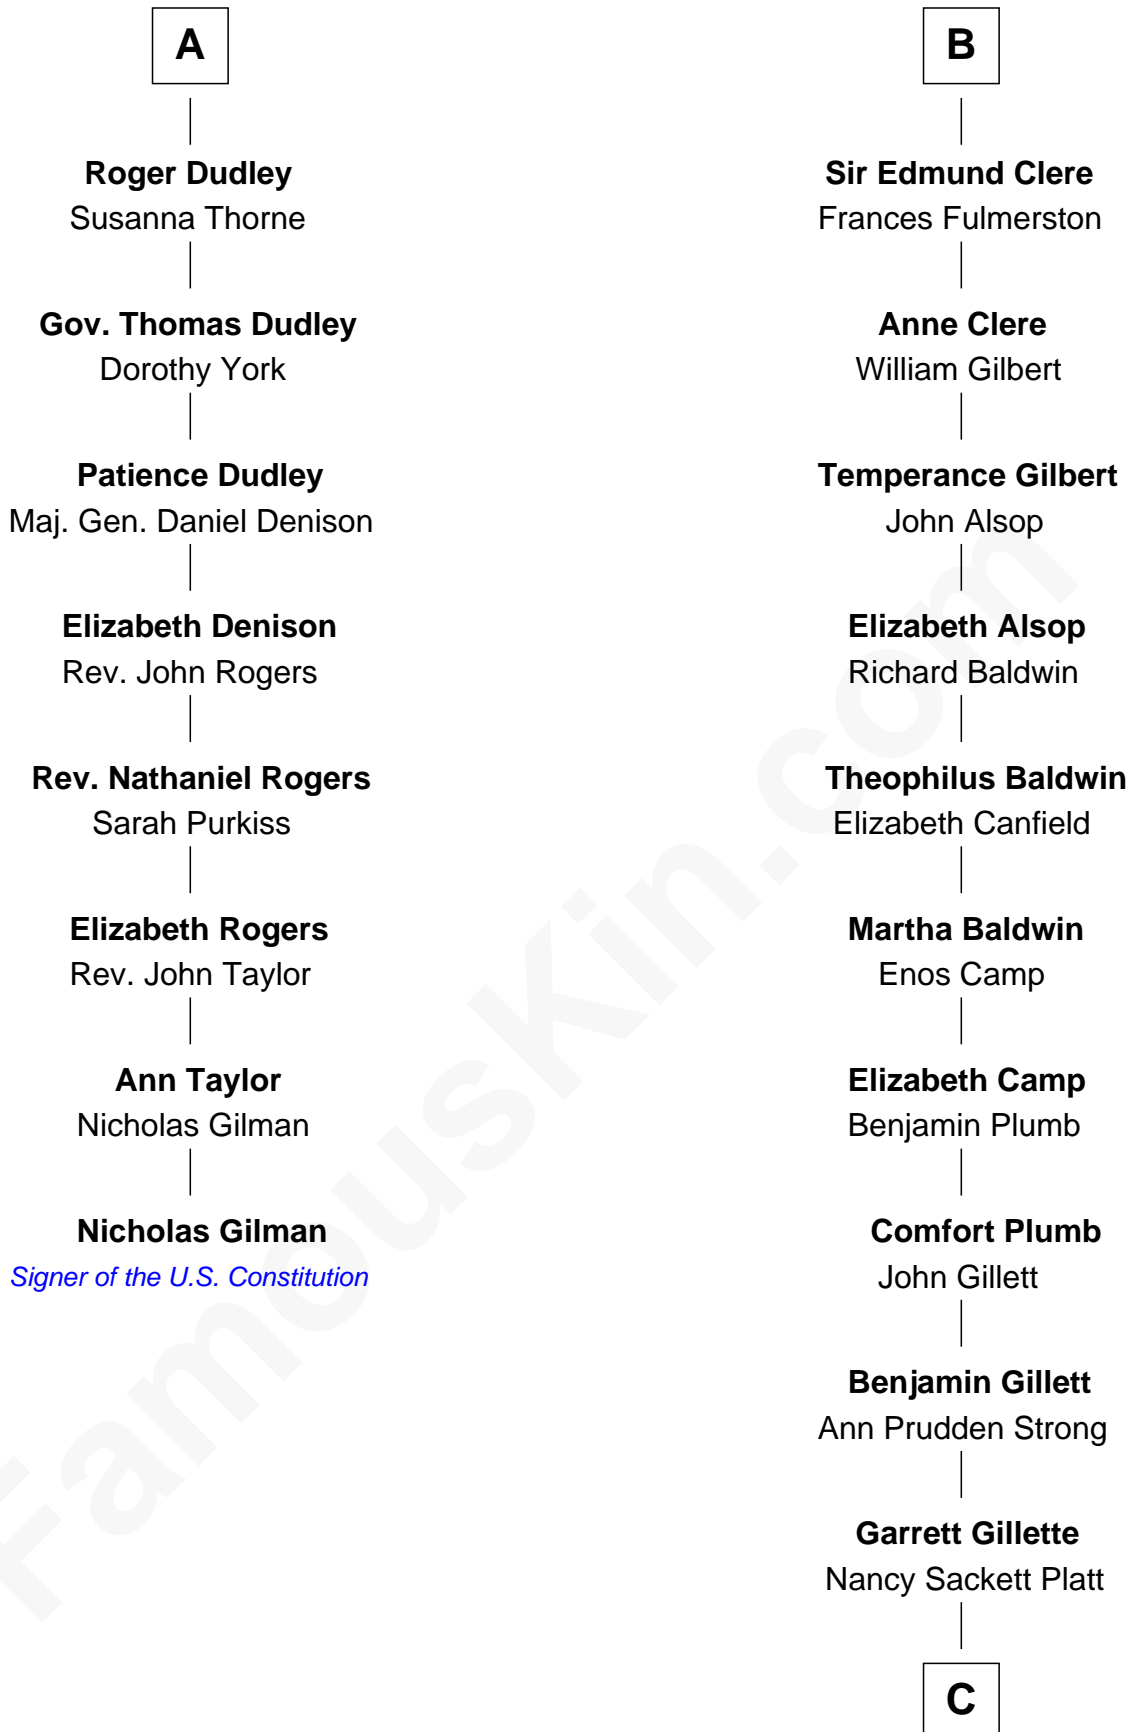 A
Roger Dudley
Susanna Thorne
Gov. Thomas Dudley
Dorothy York
Patience Dudley
Maj. Gen. Daniel Denison
Elizabeth Denison
Rev. John Rogers
Rev. Nathaniel Rogers
Sarah Purkiss
Elizabeth Rogers
Rev. John Taylor
Ann Taylor
Nicholas Gilman
Nicholas Gilman
Signer of the U.S. Constitution
B
Sir Edmund Clere
Frances Fulmerston
Anne Clere
William Gilbert
Temperance Gilbert
John Alsop
Elizabeth Alsop
Richard Baldwin
Theophilus Baldwin
Elizabeth Canfield
Martha Baldwin
Enos Camp
Elizabeth Camp
Benjamin Plumb
Comfort Plumb
John Gillett
Benjamin Gillett
Ann Prudden Strong
Garrett Gillette
Nancy Sackett Platt
C
FamousKin.com